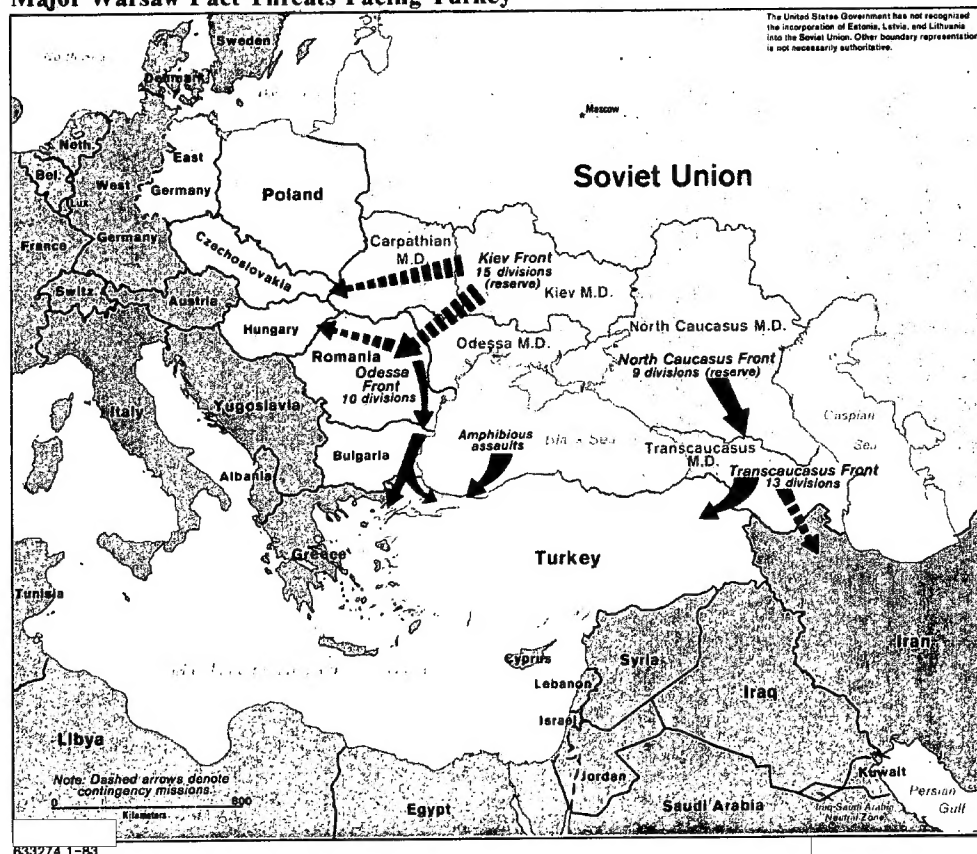 Major Warsaw Pact Threats Facing Turkey
The United States Government has not recognized
the incorporation of Estonia, Latvia, and Lithuania
into the Soviet Union. Other boundary representation
is not necessarily authoritative.
Sweden
Denmark
Moscow
Neth.
Bel.
Lux.
West
Germany
East
Germany
Poland
Soviet Union
France
Czechoslovakia
Carpathian
M.D.
Kiev Front
15 divisions
(reserve)
Kiev M.D.
Switz.
Austria
Hungary
Romania
Odessa M.D.
North Caucasus M.D.
Odessa
Front
10 divisions
North Caucasus Front
9 divisions (reserve)
Italy
Yugoslavia
Caspian
Sea
Bulgaria
Amphibious
assaults
Sea
Transcaucasus
M.D.
Transcaucasus Front
13 divisions
Albania
Greece
Turkey
Tunisia
Cyprus
Syria
Iran
Lebanon
Iraq
Israel
Libya
Jordan
Kuwait
Persian
Gulf
Note: Dashed arrows denote
contingency missions.
0 800
Kilometers
Egypt
Saudi Arabia
Iraq-Saudi Arabia
Neutral Zone
633274 1-83